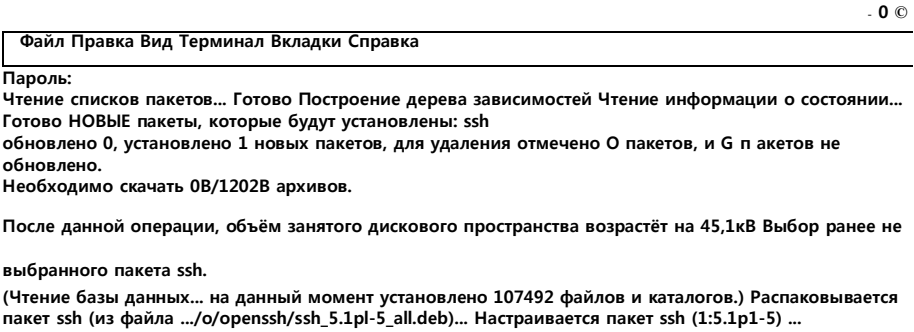 - 0 ©
Файл Правка Вид Терминал Вкладки Справка
Пароль:
Чтение списков пакетов... Готово Построение дерева зависимостей Чтение информации о состоянии...
Готово НОВЫЕ пакеты, которые будут установлены: ssh
обновлено 0, установлено 1 новых пакетов, для удаления отмечено О пакетов, и G п акетов не
обновлено.
Необходимо скачать 0В/1202В архивов.
После данной операции, объём занятого дискового пространства возрастёт на 45,1кВ Выбор ранее не
выбранного пакета ssh.
(Чтение базы данных... на данный момент установлено 107492 файлов и каталогов.) Распаковывается
пакет ssh (из файла .../o/openssh/ssh_5.1pl-5_all.deb)... Настраивается пакет ssh (1:5.1p1-5) ...